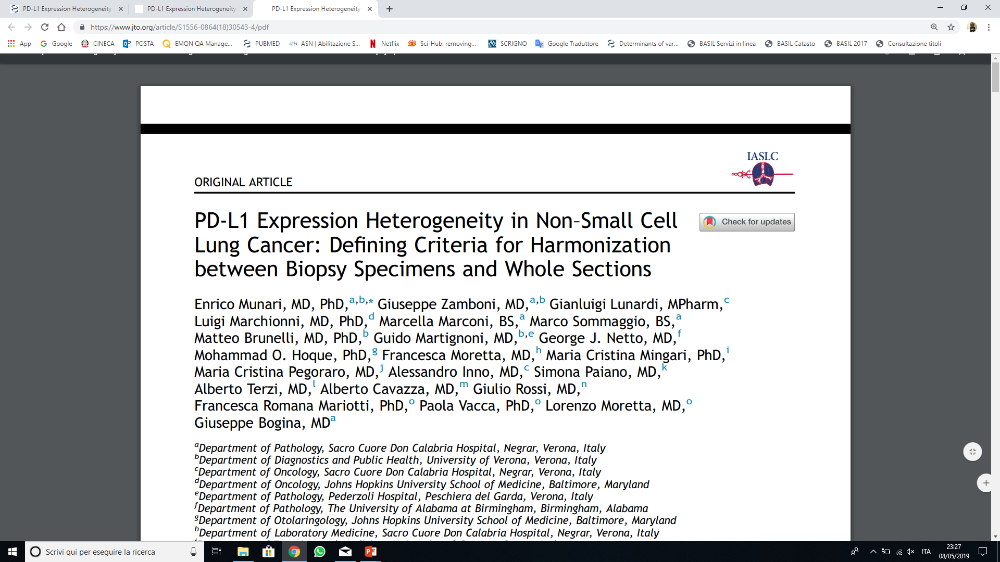 PD-L1 Expression Heterogeneity
PD-L1 Expression Heterogeneity
PD-L1 Expression Heterogeneity
https://www.jto.org/article/S1556-0864(18)30543-4/pdf
App
Google
CINECA
POSTA
EMQN QA Manage...
PUBMED
ASN | Abilitazione S...
Netflix
Sci-Hub: removing...
SCRIGNO
Google Traduttore
Determinants of var...
BASIL Servizi in linea
BASIL Catasto
BASIL 2017
Consultazione titoli
IASLC
ORIGINAL ARTICLE
PD-L1 Expression Heterogeneity in Non–Small Cell
Lung Cancer: Defining Criteria for Harmonization
between Biopsy Specimens and Whole Sections
Check for updates
Enrico Munari, MD, PhD,a,b,* Giuseppe Zamboni, MD,a,b Gianluigi Lunardi, MPharm,c
Luigi Marchionni, MD, PhD,d Marcella Marconi, BS,a Marco Sommaggio, BS,a
Matteo Brunelli, MD, PhD,b Guido Martignoni, MD,b,e George J. Netto, MD,f
Mohammad O. Hoque, PhD,g Francesca Moretta, MD,h Maria Cristina Mingari, PhD,i
Maria Cristina Pegoraro, MD,j Alessandro Inno, MD,c Simona Paiano, MD,k
Alberto Terzi, MD,l Alberto Cavazza, MD,m Giulio Rossi, MD,n
Francesca Romana Mariotti, PhD,o Paola Vacca, PhD,o Lorenzo Moretta, MD,o
Giuseppe Bogina, MDa
aDepartment of Pathology, Sacro Cuore Don Calabria Hospital, Negrar, Verona, Italy
bDepartment of Diagnostics and Public Health, University of Verona, Verona, Italy
cDepartment of Oncology, Sacro Cuore Don Calabria Hospital, Negrar, Verona, Italy
dDepartment of Oncology, Johns Hopkins University School of Medicine, Baltimore, Maryland
eDepartment of Pathology, Pederzoli Hospital, Peschiera del Garda, Verona, Italy
fDepartment of Pathology, The University of Alabama at Birmingham, Birmingham, Alabama
gDepartment of Otolaringology, Johns Hopkins University School of Medicine, Baltimore, Maryland
hDepartment of Laboratory Medicine, Sacro Cuore Don Calabria Hospital, Negrar, Verona, Italy
Scrivi qui per eseguire la ricerca
ITA
23:27
08/05/2019